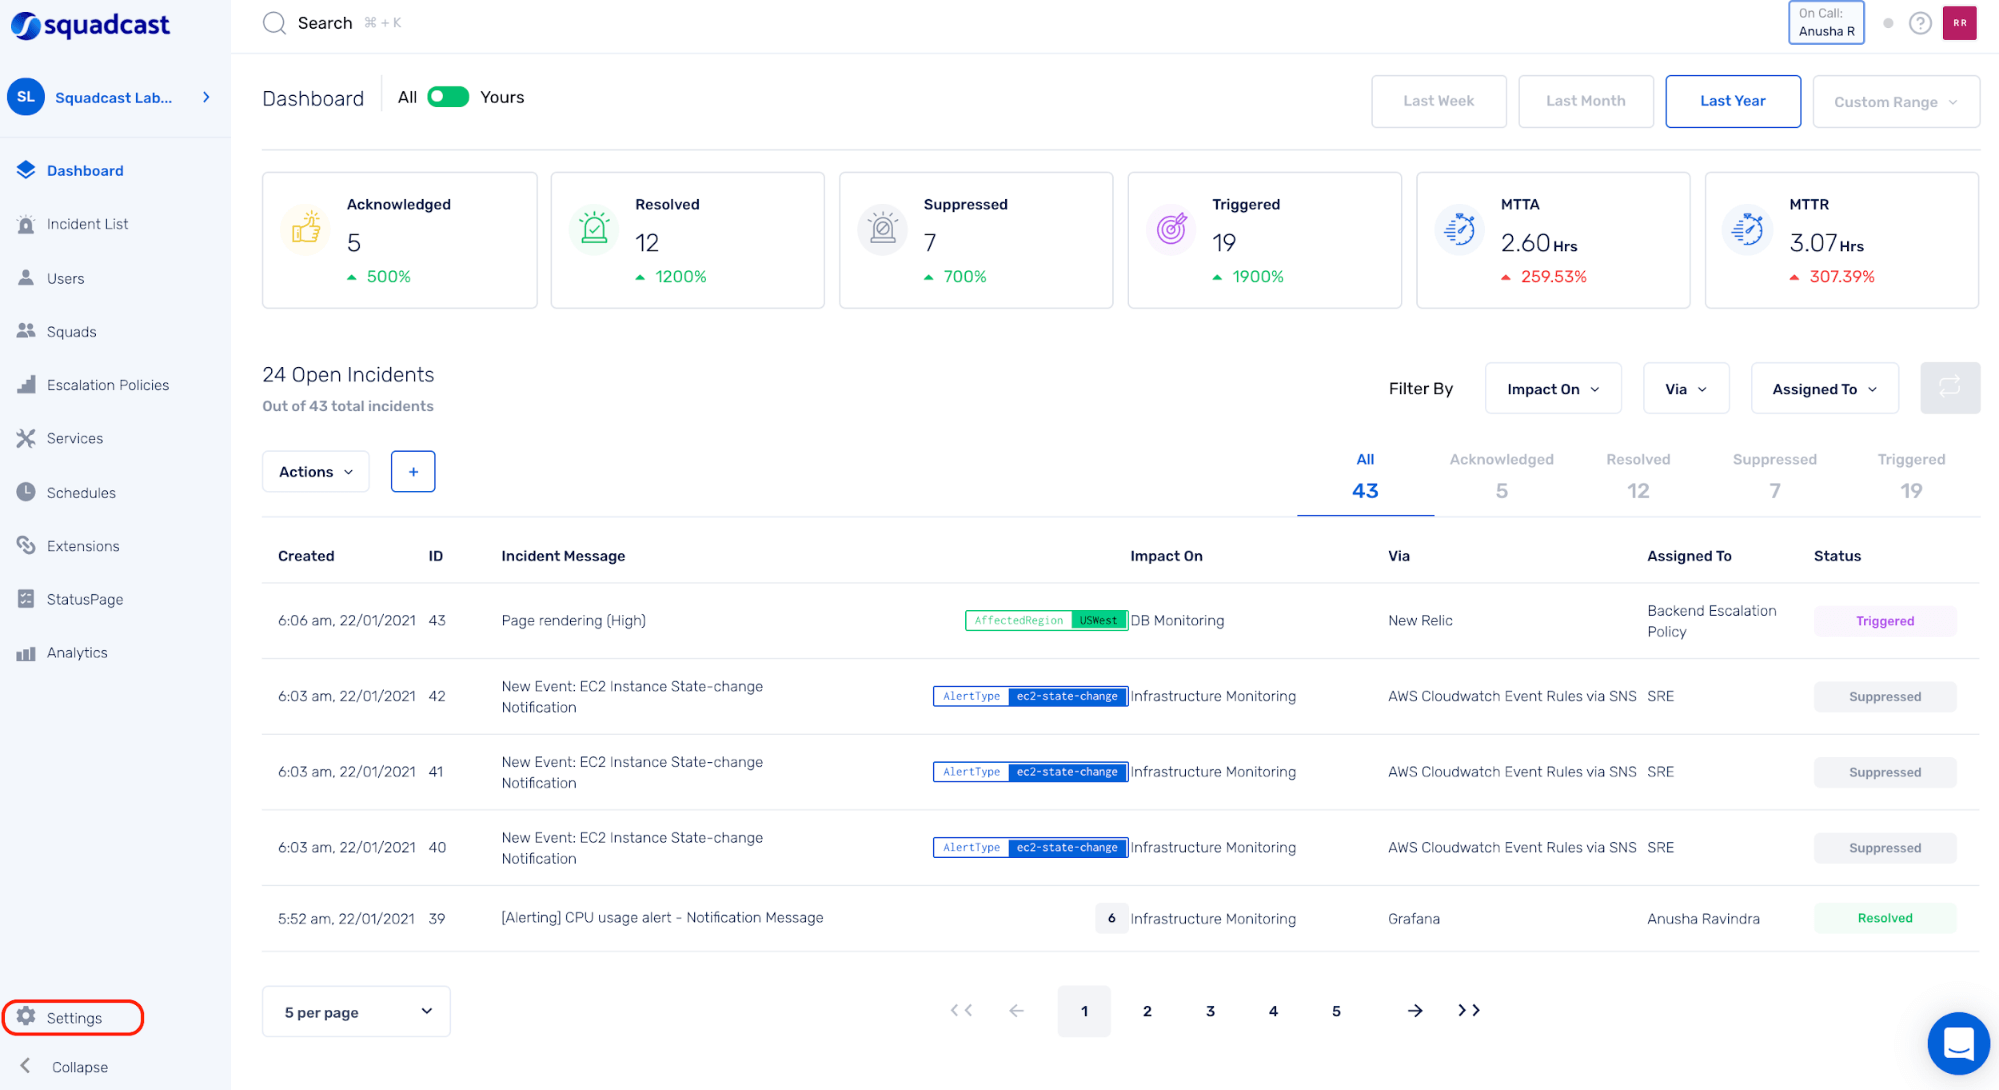 squadcast
Search ⌘ + K
On Call:
Anusha R
?
RR
SL
Squadcast Lab...
Dashboard
Incident List
Users
Squads
Escalation Policies
Services
Schedules
Extensions
StatusPage
Analytics
Settings
Collapse
Dashboard All Yours
Last Week Last Month Last Year Custom Range
Acknowledged
5
500%
Resolved
12
1200%
Suppressed
7
700%
Triggered
19
1900%
MTTA
2.60 Hrs
259.53%
MTTR
3.07 Hrs
307.39%
24 Open Incidents
Out of 43 total incidents
Filter By Impact On Via Assigned To
Actions +
All
43
Acknowledged
5
Resolved
12
Suppressed
7
Triggered
19
Created ID Incident Message Impact On Via Assigned To Status
6:06 am, 22/01/2021 43 Page rendering (High) AffectedRegion USWest DB Monitoring New Relic Backend Escalation
Policy Triggered
6:03 am, 22/01/2021 42 New Event: EC2 Instance State-change
Notification AlertType ec2-state-change Infrastructure Monitoring AWS Cloudwatch Event Rules via SNS SRE Suppressed
6:03 am, 22/01/2021 41 New Event: EC2 Instance State-change
Notification AlertType ec2-state-change Infrastructure Monitoring AWS Cloudwatch Event Rules via SNS SRE Suppressed
6:03 am, 22/01/2021 40 New Event: EC2 Instance State-change
Notification AlertType ec2-state-change Infrastructure Monitoring AWS Cloudwatch Event Rules via SNS SRE Suppressed
5:52 am, 22/01/2021 39 [Alerting] CPU usage alert - Notification Message 6 Infrastructure Monitoring Grafana Anusha Ravindra Resolved
5 per page
1 2 3 4 5